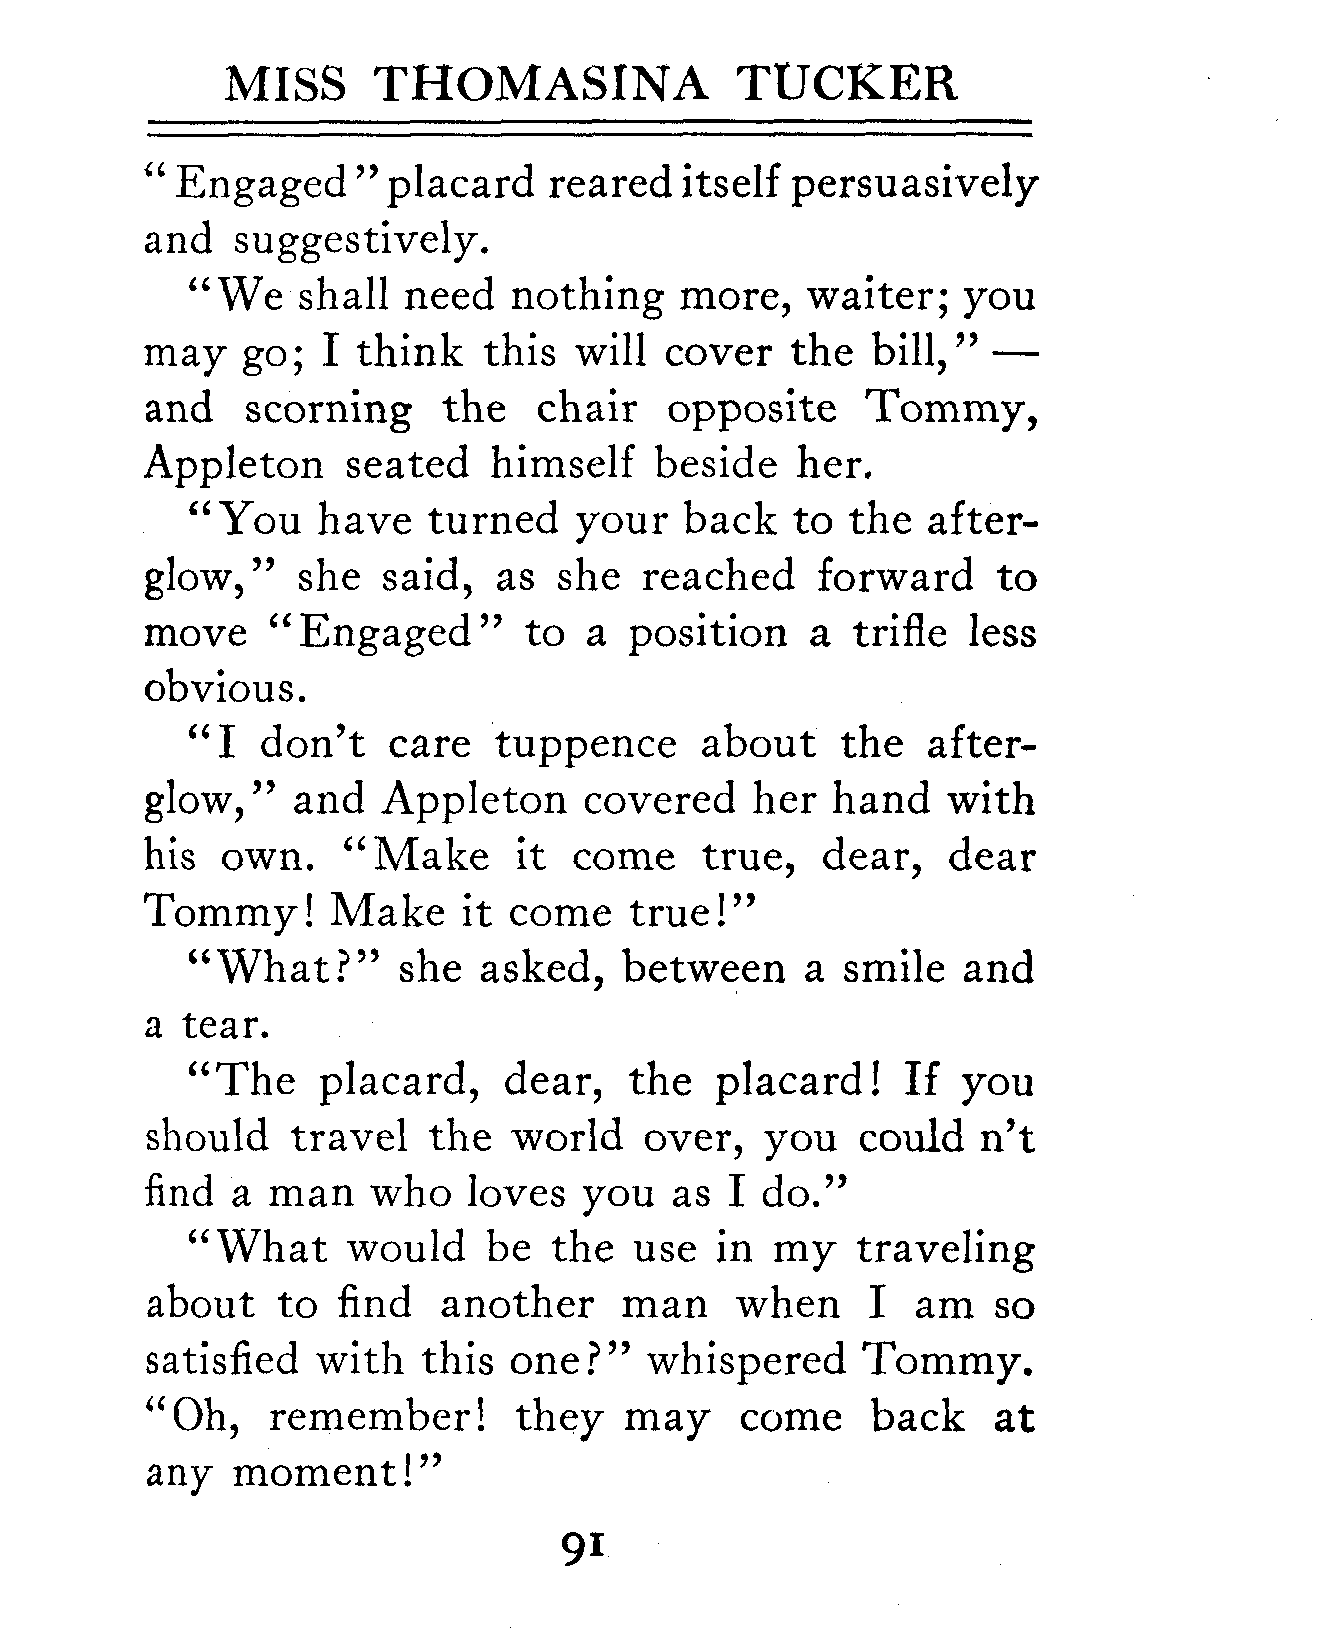 MISS THOMASINA TUCKER
“Engaged” placard reared itself persuasively
and suggestively.
“We shall need nothing more, waiter; you
may go; I think this will cover the bill,” —
and scorning the chair opposite Tommy,
Appleton seated himself beside her.
“You have turned your back to the after-
glow,” she said, as she reached forward to
move “Engaged” to a position a trifle less
obvious.
“I don’t care tuppence about the after-
glow,” and Appleton covered her hand with
his own. “Make it come true, dear, dear
Tommy! Make it come true!”
“What?” she asked, between a smile and
a tear.
“The placard, dear, the placard! If you
should travel the world over, you could n’t
find a man who loves you as I do.”
“What would be the use in my traveling
about to find another man when I am so
satisfied with this one?” whispered Tommy.
“Oh, remember! they may come back at
any moment!”
91